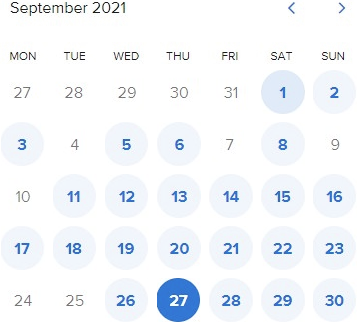 September 2021
MON TUE WED THU FRI SAT SUN
27 28 29 30 31 1 2
3 4 5 6 7 8 9
10 11 12 13 14 15 16
17 18 19 20 21 22 23
24 25 26 27 28 29 30